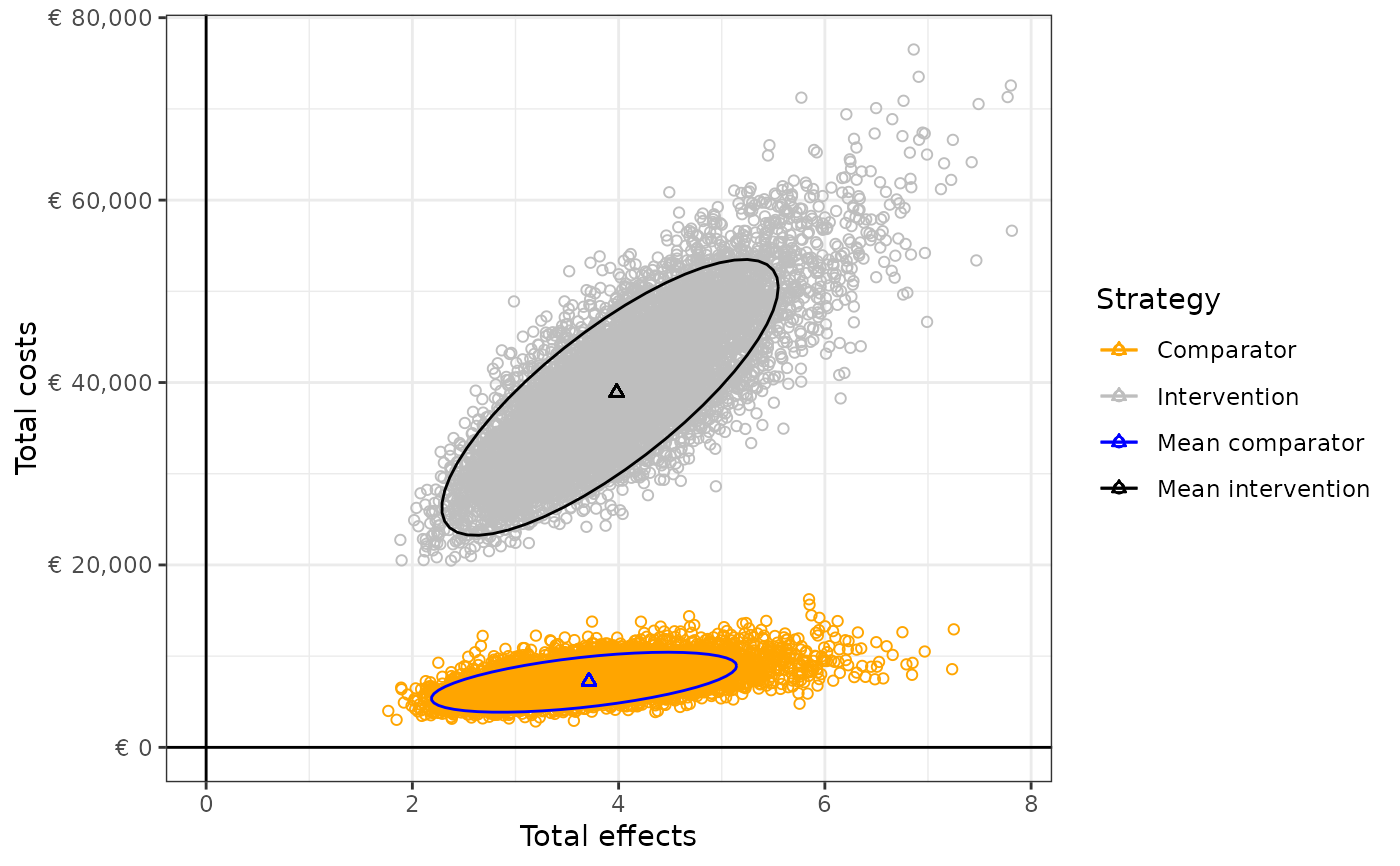 € 80,000
€ 60,000
€ 40,000
€ 20,000
€ 0
Total costs
0 2 4 6 8
Total effects
Strategy
Comparator
Intervention
Mean comparator
Mean intervention